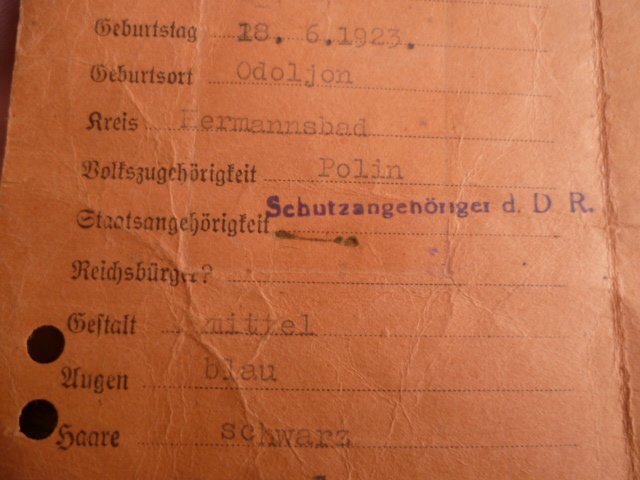 Geburtstag 18. 6.1923.
Geburtsort Odoljon
Kreis Hermannsbad
Volkszugehörigkeit Polin
Staatsangehörigkeit Schutzangehöriger d. D R.
Reichsbürger?
Gestalt mittel
Augen blau
Haare schwarz